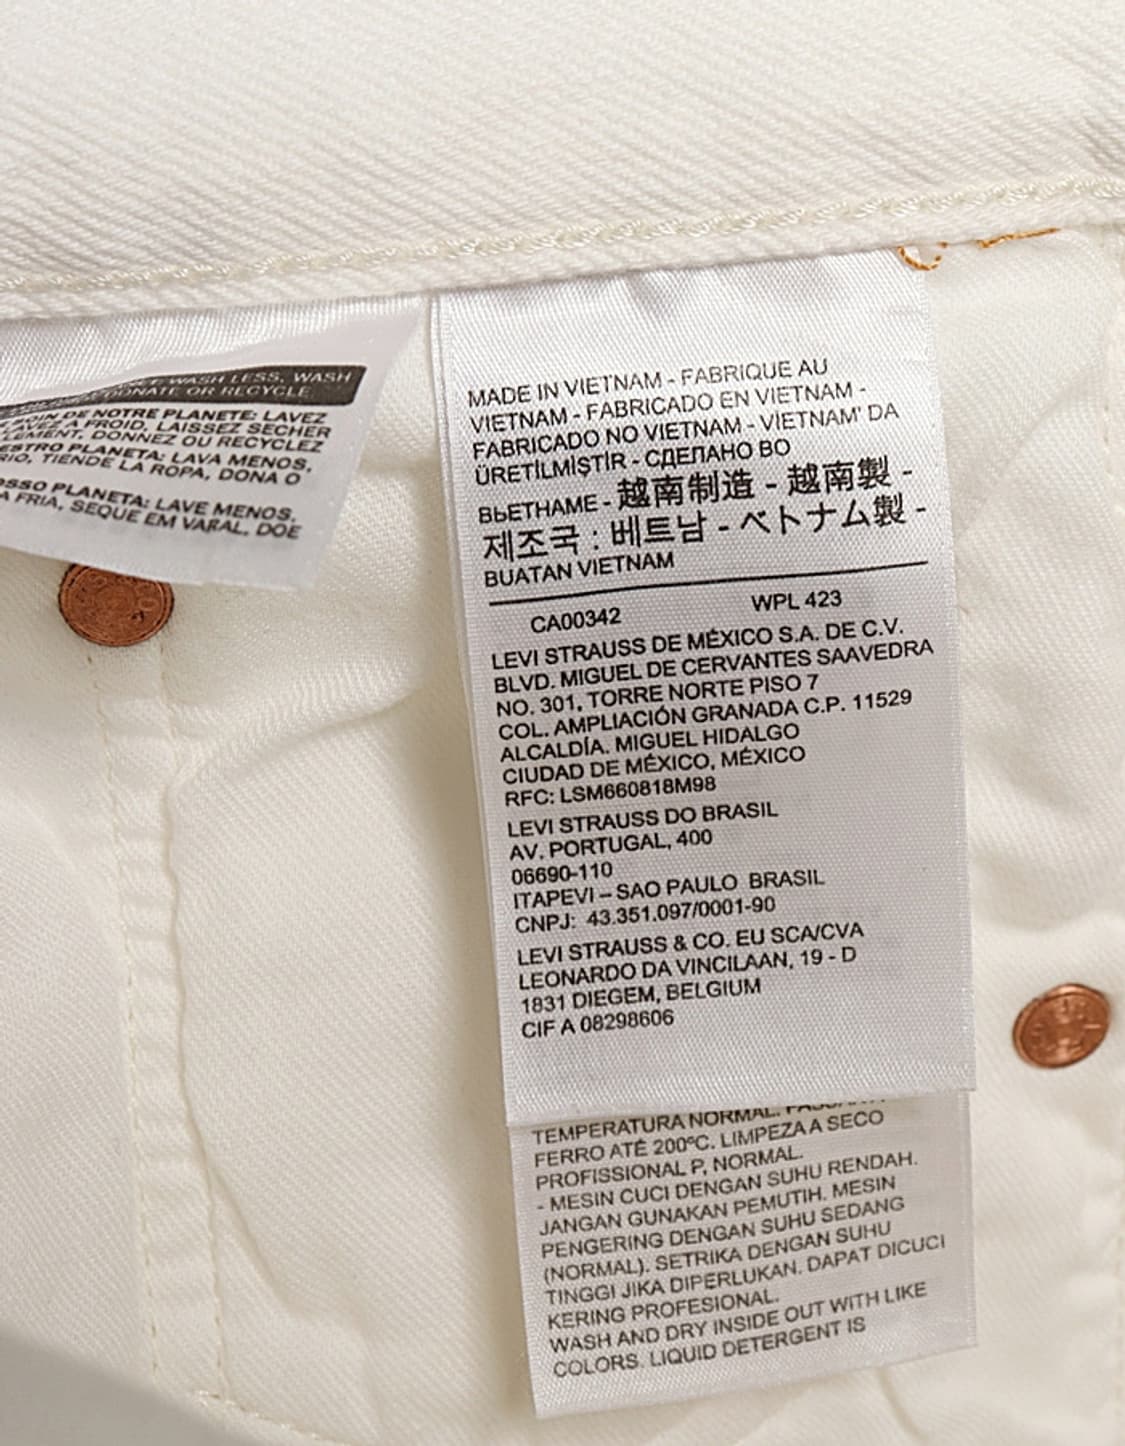 WASH LESS, WASH
DONATE OR RECYCLE
DE NOTRE PLANETE: LAVEZ
A FROID, LAISSEZ SECHER
DONNEZ OU RECYCLEZ
PLANETA: LAVA MENOS,
TIENDE LA ROPA, DONA O
PLANETA: LAVE MENOS,
A FRIA, SEQUE EM VARAL, DOE
MADE IN VIETNAM - FABRIQUE AU
VIETNAM - FABRICADO EN VIETNAM -
FABRICADO NO VIETNAM - VİETNAM' DA
ÜRETİLMİŞTİR - СДЕЛАНО ВО
ВЬЕТНАМЕ - 越南制造 - 越南製 -
제조국 : 베트남 - ベトナム製 -
BUATAN VIETNAM
CA00342 WPL 423
LEVI STRAUSS DE MÉXICO S.A. DE C.V.
BLVD. MIGUEL DE CERVANTES SAAVEDRA
NO. 301, TORRE NORTE PISO 7
COL. AMPLIACIÓN GRANADA C.P. 11529
ALCALDÍA. MIGUEL HIDALGO
CIUDAD DE MÉXICO, MÉXICO
RFC: LSM660818M98
LEVI STRAUSS DO BRASIL
AV. PORTUGAL, 400
06690-110
ITAPEVI – SAO PAULO BRASIL
CNPJ: 43.351.097/0001-90
LEVI STRAUSS & CO. EU SCA/CVA
LEONARDO DA VINCILAAN, 19 - D
1831 DIEGEM, BELGIUM
CIF A 08298606
TEMPERATURA NORMAL.
FERRO ATÉ 200°C. LIMPEZA A SECO
PROFISSIONAL P, NORMAL.
- MESIN CUCI DENGAN SUHU RENDAH.
JANGAN GUNAKAN PEMUTIH. MESIN
PENGERING DENGAN SUHU SEDANG
(NORMAL). SETRIKA DENGAN SUHU
TINGGI JIKA DIPERLUKAN. DAPAT DICUCI
KERING PROFESIONAL.
WASH AND DRY INSIDE OUT WITH LIKE
COLORS. LIQUID DETERGENT IS